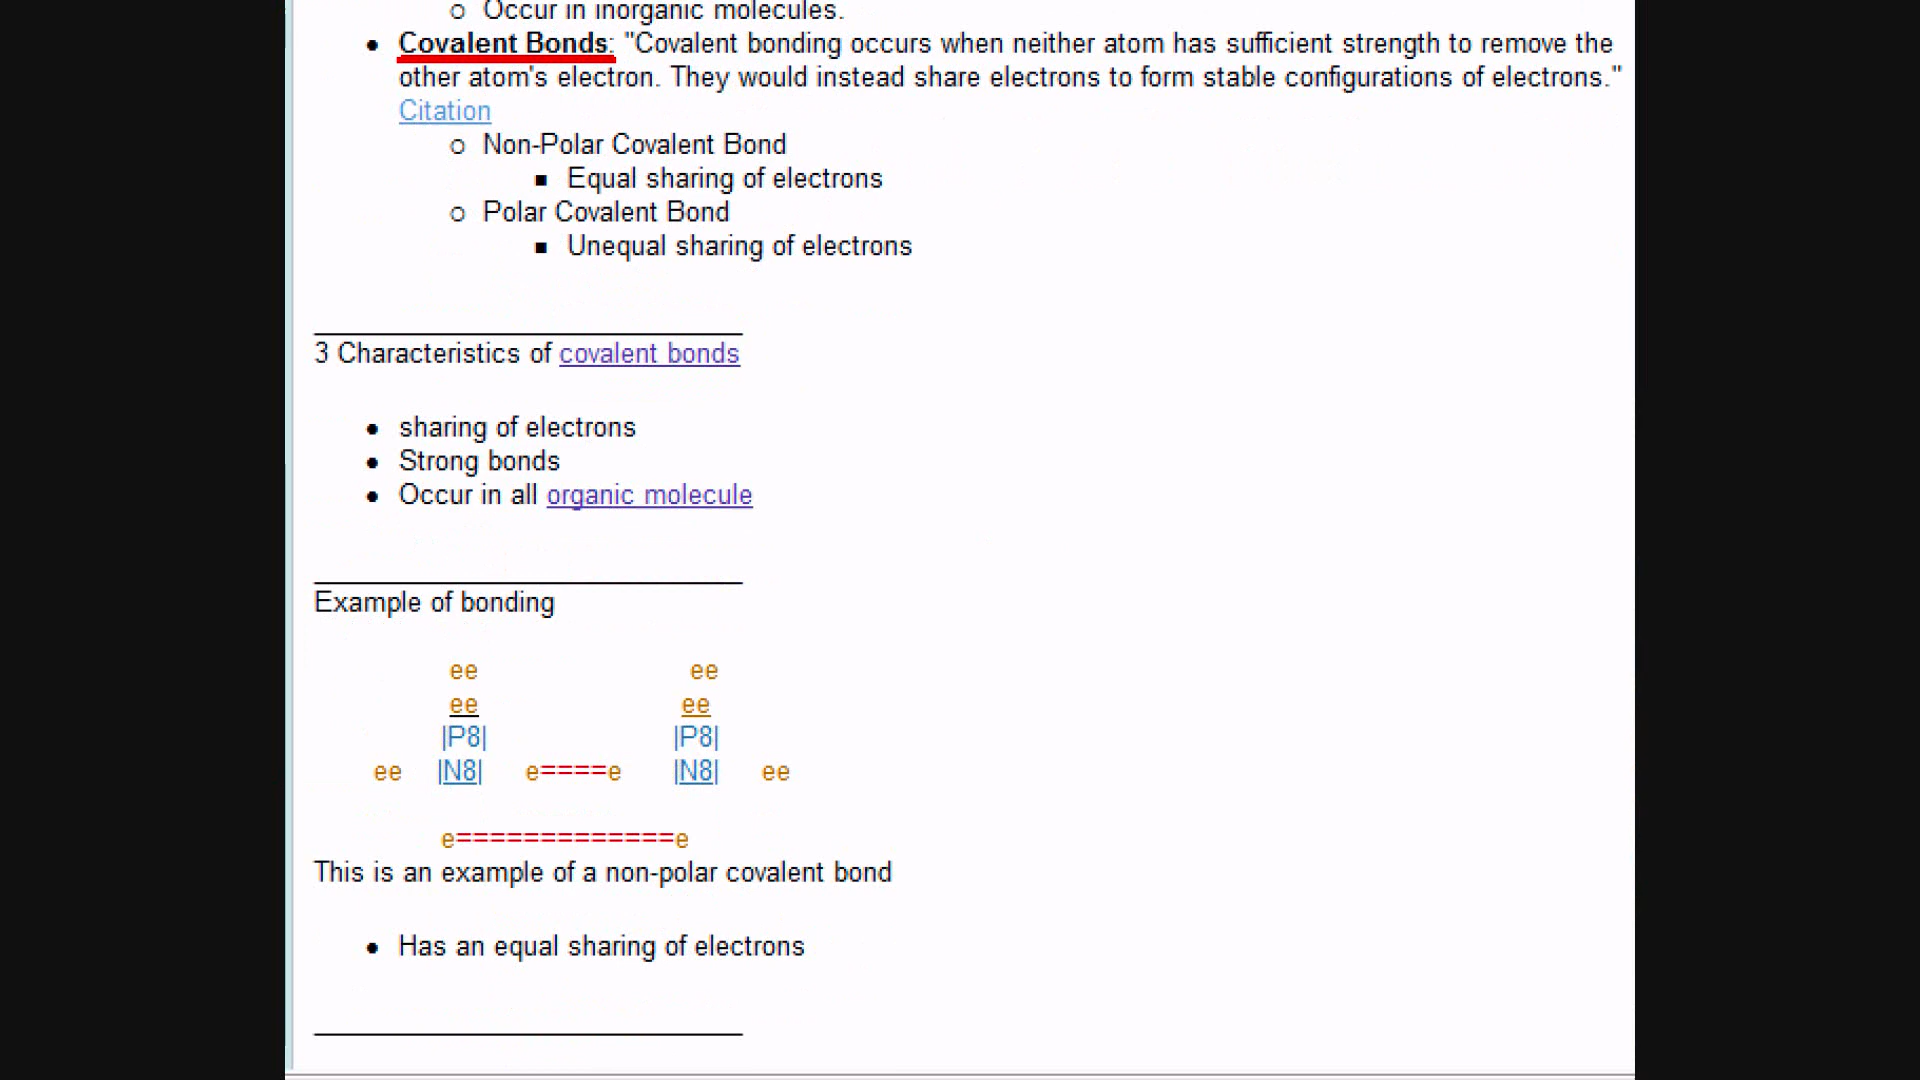 o Occur in inorganic molecules.
• Covalent Bonds: "Covalent bonding occurs when neither atom has sufficient strength to remove the
other atom's electron. They would instead share electrons to form stable configurations of electrons."
Citation
o Non-Polar Covalent Bond
▪ Equal sharing of electrons
o Polar Covalent Bond
▪ Unequal sharing of electrons
3 Characteristics of covalent bonds
• sharing of electrons
• Strong bonds
• Occur in all organic molecule
Example of bonding
ee ee
ee ee
|P8| |P8|
ee |N8| e====e |N8| ee
e=============e
This is an example of a non-polar covalent bond
• Has an equal sharing of electrons